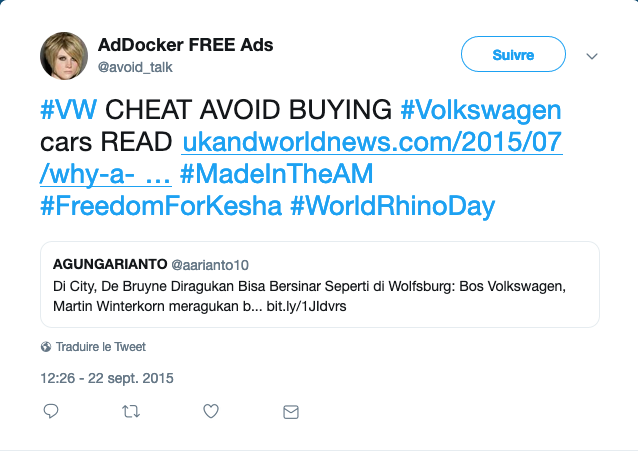 AdDocker FREE Ads
@avoid_talk
Suivre
#VW CHEAT AVOID BUYING #Volkswagen
cars READ ukandworldnews.com/2015/07
/why-a- … #MadeInTheAM
#FreedomForKesha #WorldRhinoDay
AGUNGARIANTO @aarianto10
Di City, De Bruyne Diragukan Bisa Bersinar Seperti di Wolfsburg: Bos Volkswagen,
Martin Winterkorn meragukan b... bit.ly/1JIdvrs
Traduire le Tweet
12:26 - 22 sept. 2015